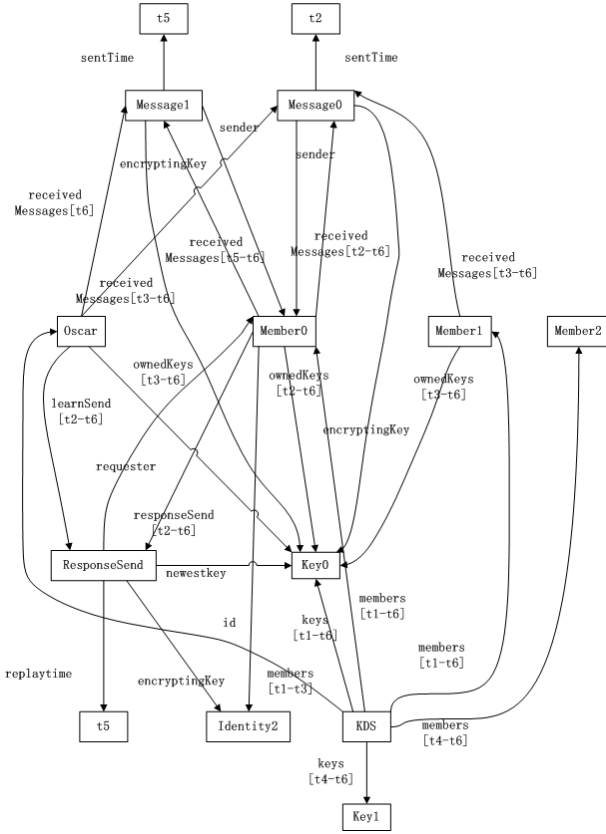 t5
t2
sentTime
sentTime
Message1
Message0
sender
encryptingKey
sender
received
Messages[t6]
received
Messages[t5-t6]
received
Messages[t2-t6]
received
Messages[t3-t6]
received
Messages[t3-t6]
Oscar
Member0
Member1
Member2
ownedKeys
[t3-t6]
ownedKeys
[t2-t6]
ownedKeys
[t3-t6]
learnSend
[t2-t6]
encryptingKey
requester
responseSend
[t2-t6]
ResponseSend
newestkey
Key0
id
keys
[t1-t6]
members
[t1-t6]
members
[t1-t6]
replaytime
encryptingKey
members
[t1-t3]
t5
Identity2
KDS
members
[t4-t6]
keys
[t4-t6]
Key1